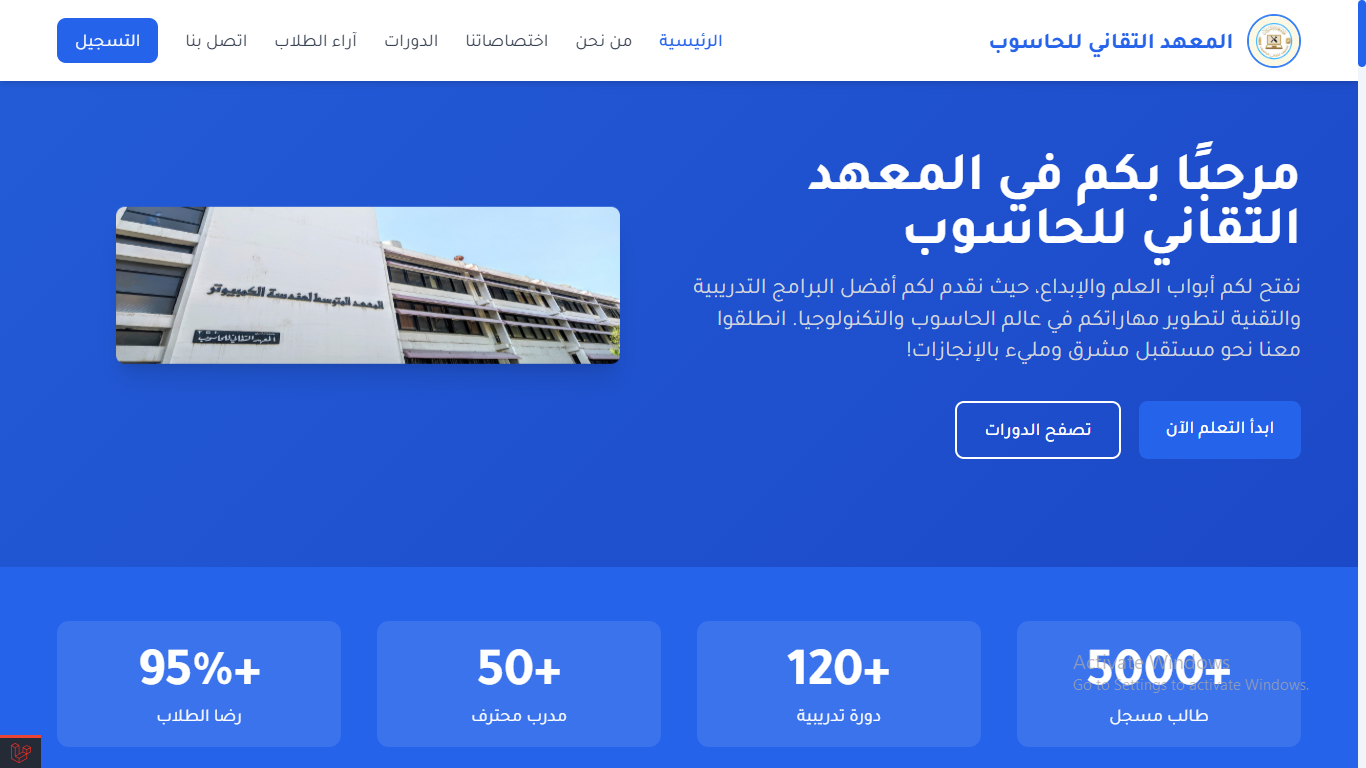 المعهد التقاني للحاسوب
الرئيسية
من نحن
اختصاصاتنا
الدورات
آراء الطلاب
اتصل بنا
التسجيل
مرحبًا بكم في المعهد
التقاني للحاسوب
نفتح لكم أبواب العلم والإبداع، حيث نقدم لكم أفضل البرامج التدريبية
والتقنية لتطوير مهاراتكم في عالم الحاسوب والتكنولوجيا. انطلقوا
معنا نحو مستقبل مشرق ومليء بالإنجازات!
ابدأ التعلم الآن
تصفح الدورات
المعهد المتوسط لهندسة الكمبيوتر
المعهد التقاني للحاسوب
5000+
طالب مسجل
120+
دورة تدريبية
50+
مدرب محترف
95%+
رضا الطلاب
Activate Windows
Go to Settings to activate Windows.